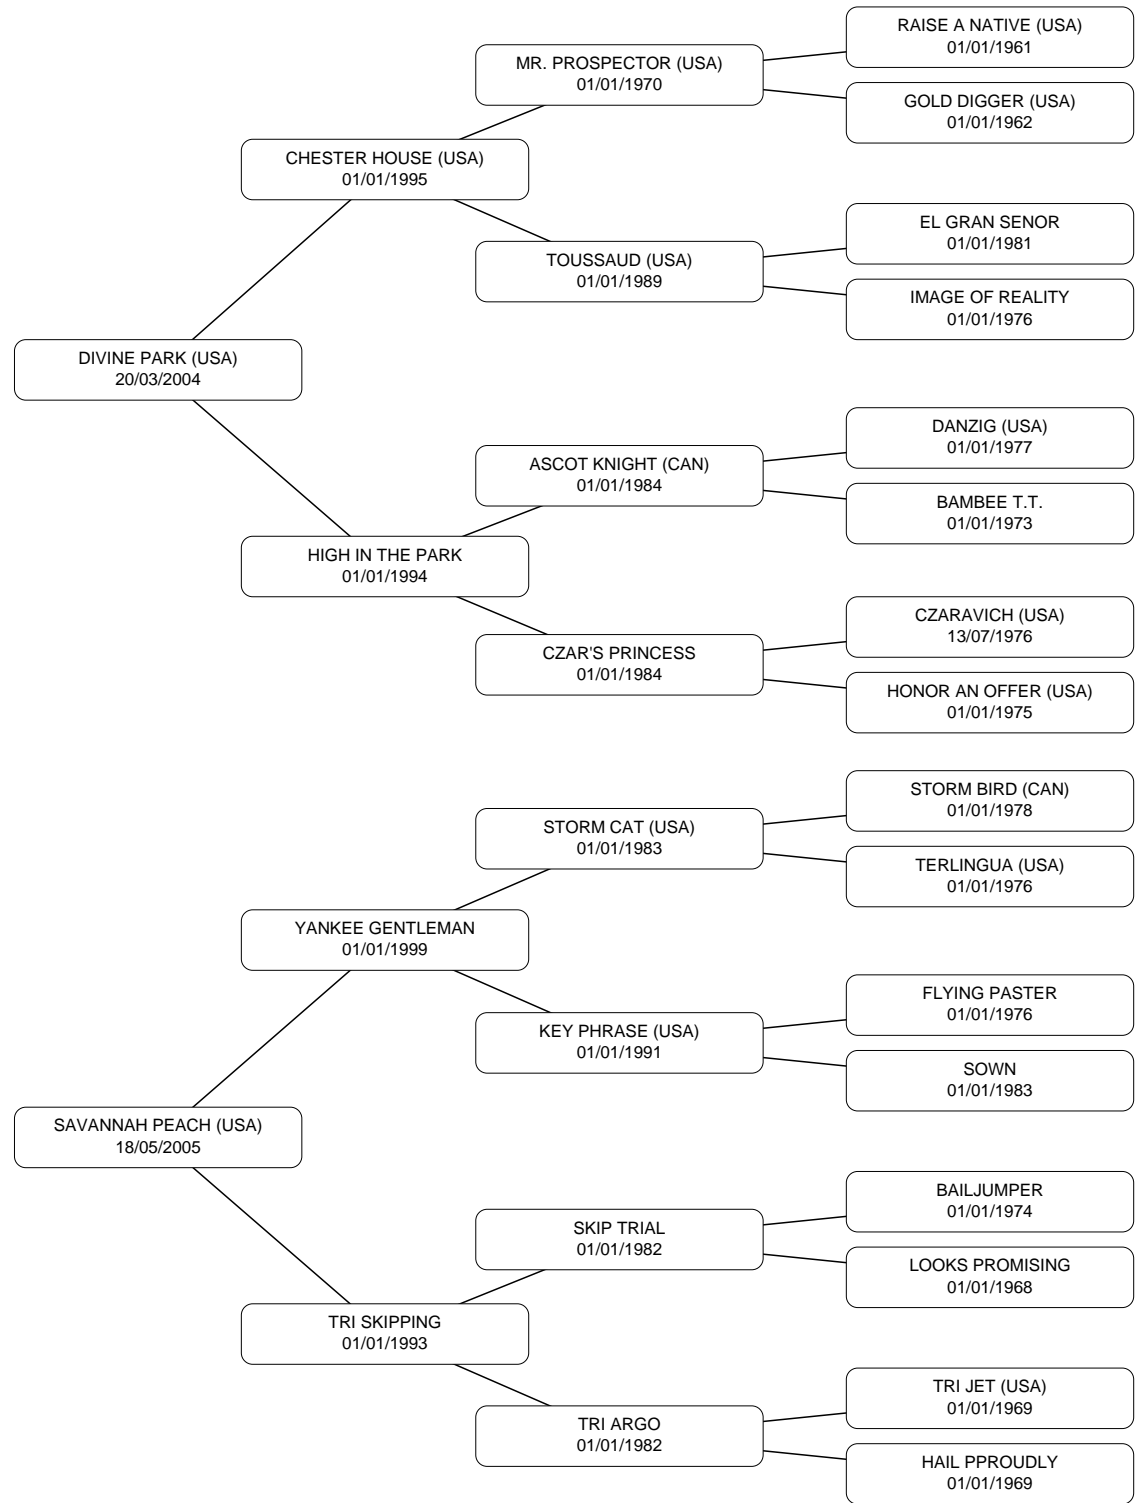 RAISE A NATIVE (USA)
01/01/1961
MR. PROSPECTOR (USA)
01/01/1970
GOLD DIGGER (USA)
01/01/1962
CHESTER HOUSE (USA)
01/01/1995
EL GRAN SENOR
01/01/1981
TOUSSAUD (USA)
01/01/1989
IMAGE OF REALITY
01/01/1976
DIVINE PARK (USA)
20/03/2004
DANZIG (USA)
01/01/1977
ASCOT KNIGHT (CAN)
01/01/1984
BAMBEE T.T.
01/01/1973
HIGH IN THE PARK
01/01/1994
CZARAVICH (USA)
13/07/1976
CZAR'S PRINCESS
01/01/1984
HONOR AN OFFER (USA)
01/01/1975
STORM BIRD (CAN)
01/01/1978
STORM CAT (USA)
01/01/1983
TERLINGUA (USA)
01/01/1976
YANKEE GENTLEMAN
01/01/1999
FLYING PASTER
01/01/1976
KEY PHRASE (USA)
01/01/1991
SOWN
01/01/1983
SAVANNAH PEACH (USA)
18/05/2005
BAILJUMPER
01/01/1974
SKIP TRIAL
01/01/1982
LOOKS PROMISING
01/01/1968
TRI SKIPPING
01/01/1993
TRI JET (USA)
01/01/1969
TRI ARGO
01/01/1982
HAIL PPROUDLY
01/01/1969